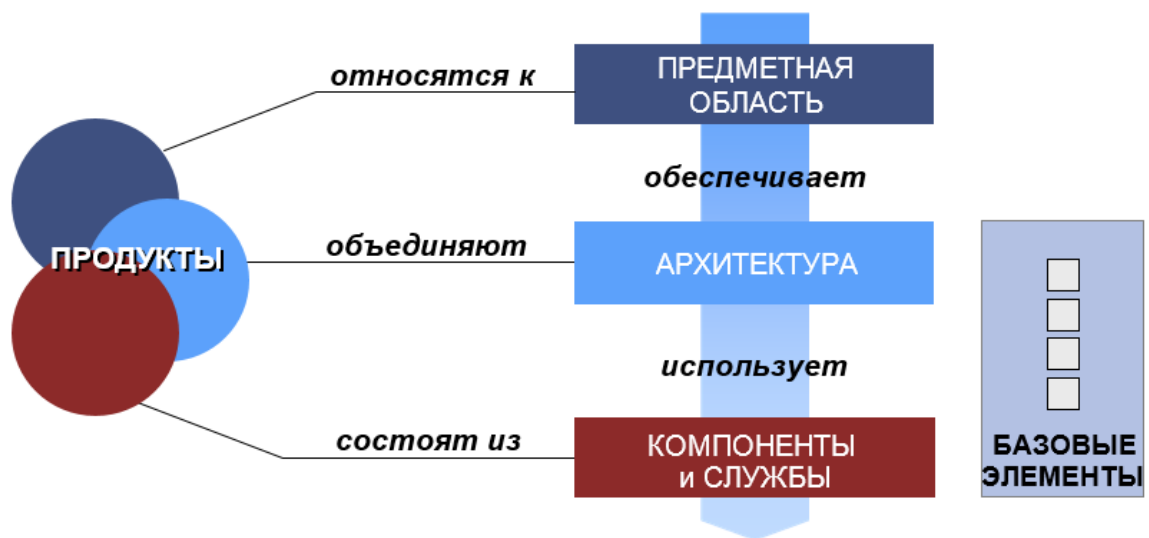 относятся к
ПРЕДМЕТНАЯ
ОБЛАСТЬ
обеспечивает
ПРОДУКТЫ
объединяют
АРХИТЕКТУРА
использует
состоят из
КОМПОНЕНТЫ
и СЛУЖБЫ
БАЗОВЫЕ
ЭЛЕМЕНТЫ